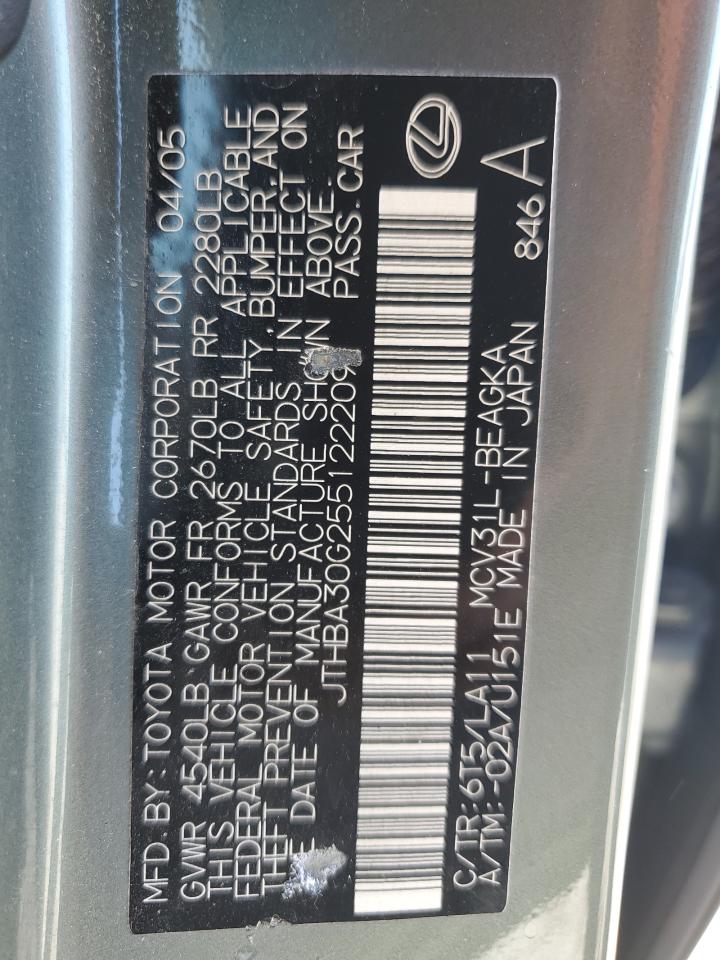 MFD. BY: TOYOTA MOTOR CORPORATION 04/05
GVWR 4540LB GAWR FR 2670LB RR 2280LB
THIS VEHICLE CONFORMS TO ALL APPLICABLE
FEDERAL MOTOR VEHICLE SAFETY, BUMPER, AND
THEFT PREVENTION STANDARDS IN EFFECT ON
DATE OF MANUFACTURE SHOWN ABOVE.
JTHBA30G255122209 PASS. CAR
C/TR: 6T5/LA11 MCV31L-BEAGKA 846 A
A/TM: -02A/U151E MADE IN JAPAN